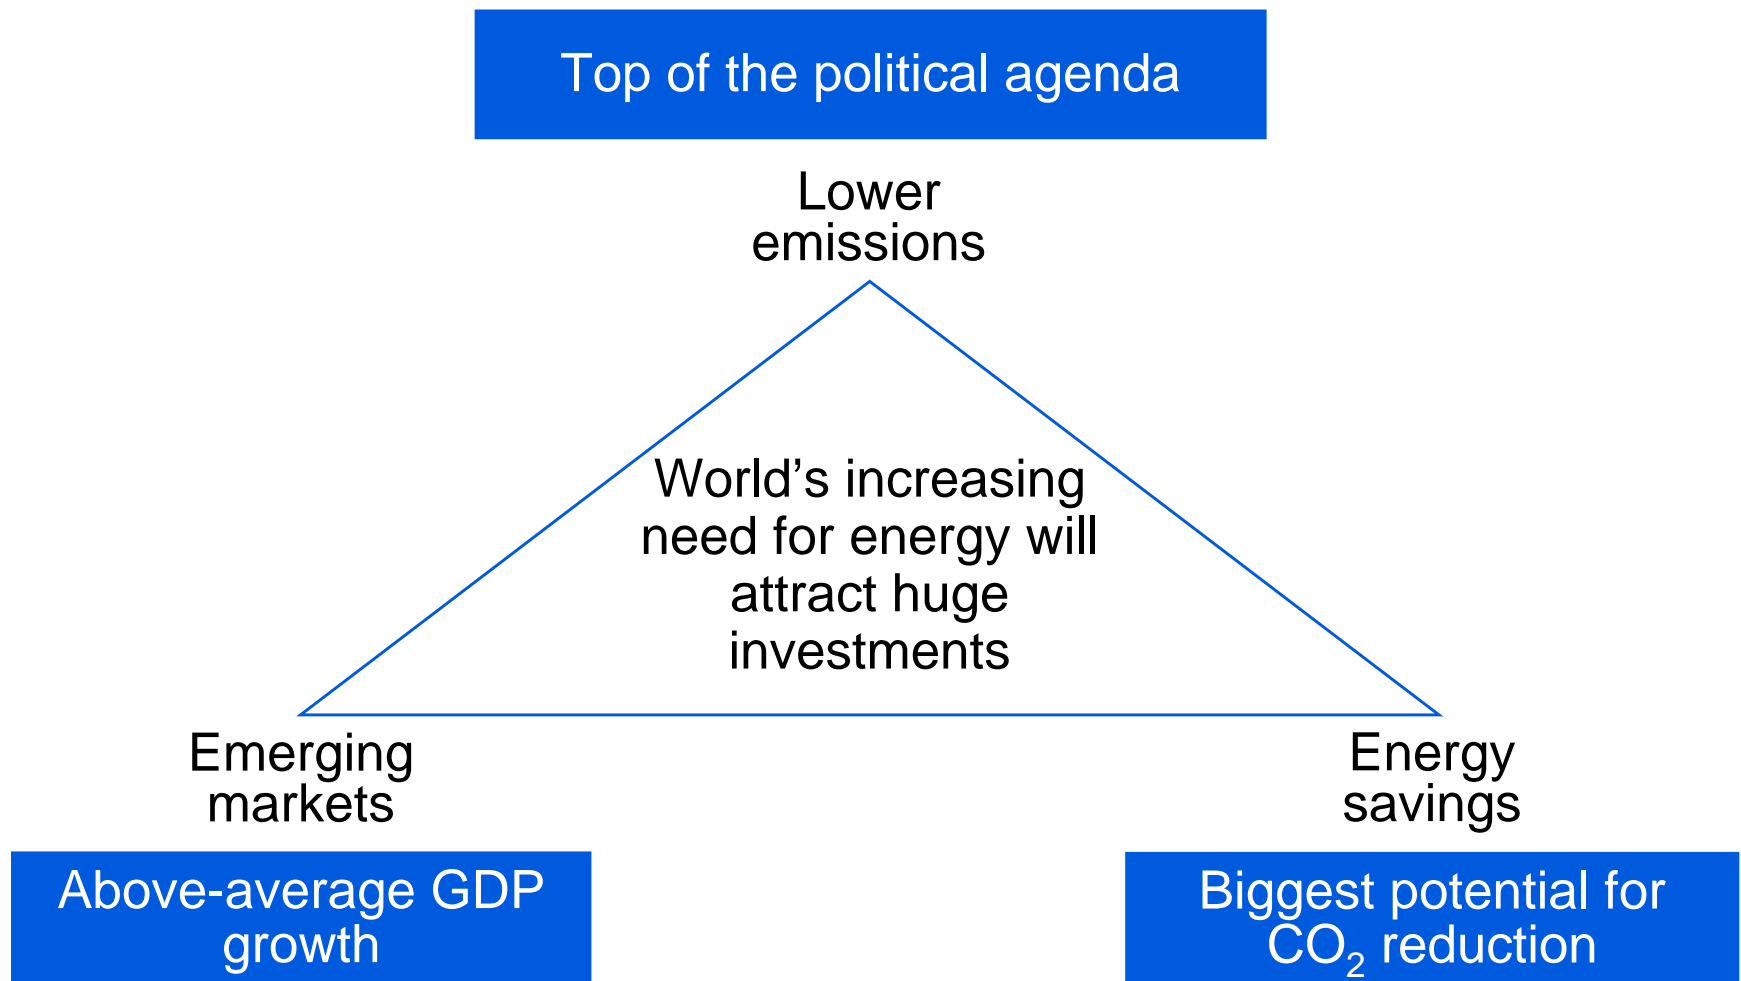 Top of the political agenda
Lower
emissions
World’s increasing
need for energy will
attract huge
investments
Emerging
markets
Above-average GDP
growth
Energy
savings
Biggest potential for
CO₂ reduction